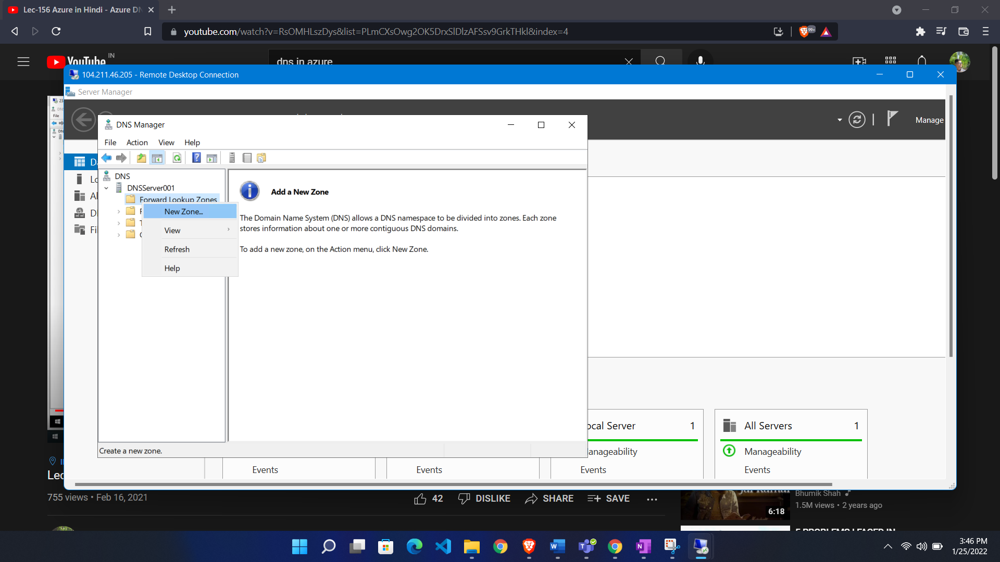 Lec-156 Azure in Hindi - Azure DN
youtube.com/watch?v=RsOMHLszDys&list=PLmCXsOwg2OK5DrxSlDlzAFSsv9GrkTHkl&index=4
99+
YouTube IN
dns in azure
104.211.46.205 - Remote Desktop Connection
Server Manager
Manage
DNS Manager
File Action View Help
DNS
DNSServer001
Forward Lookup Zones
New Zone...
View
Refresh
Help
Add a New Zone
The Domain Name System (DNS) allows a DNS namespace to be divided into zones. Each zone
stores information about one or more contiguous DNS domains.
To add a new zone, on the Action menu, click New Zone.
Create a new zone.
File
ocal Server 1
anageability
Events
Events
Events
All Servers 1
Manageability
Events
Lec
755 views • Feb 16, 2021
42 DISLIKE SHARE SAVE
Bhumik Shah
1.5M views • 2 years ago
6:18
3:46 PM
1/25/2022